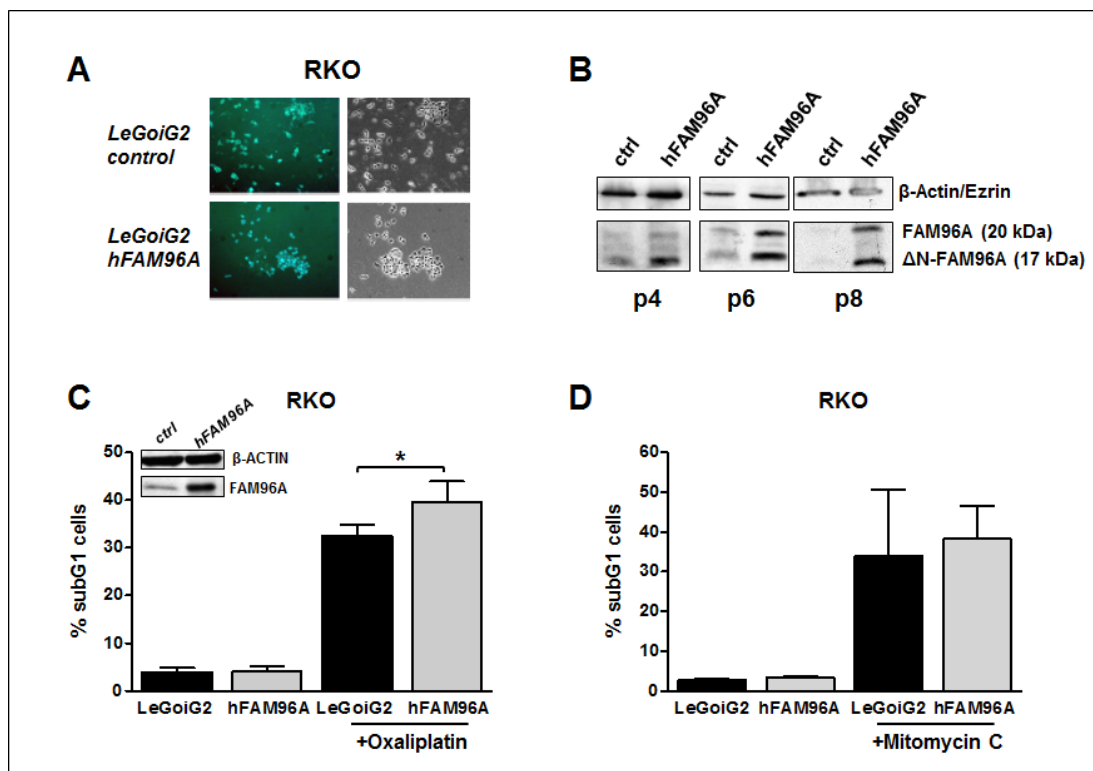 A
RKO
LeGoiG2
control
LeGoiG2
hFAM96A
B
ctrl
hFAM96A
ctrl
hFAM96A
ctrl
hFAM96A
β-Actin/Ezrin
FAM96A (20 kDa)
ΔN-FAM96A (17 kDa)
p4
p6
p8
C
RKO
ctrl
hFAM96A
β-ACTIN
FAM96A
% subG1 cells
50
40
30
20
10
0
*
LeGoiG2
hFAM96A
LeGoiG2
hFAM96A
+Oxaliplatin
D
RKO
% subG1 cells
60
50
40
30
20
10
0
LeGoiG2
hFAM96A
LeGoiG2
hFAM96A
+Mitomycin C